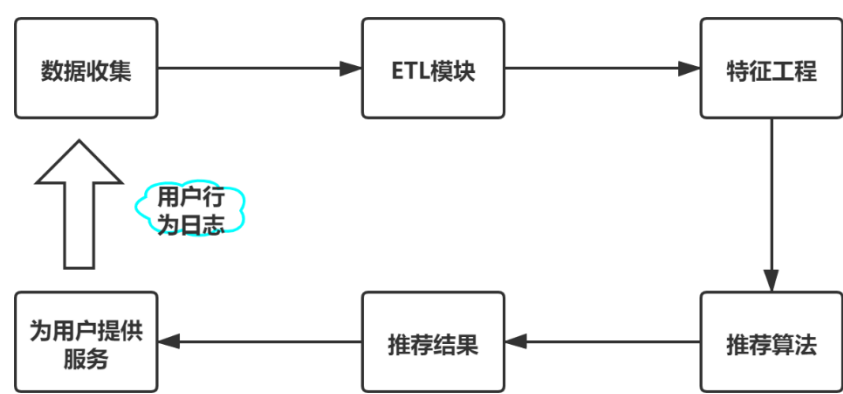 数据收集
ETL模块
特征工程
用户行
为日志
为用户提供
服务
推荐结果
推荐算法